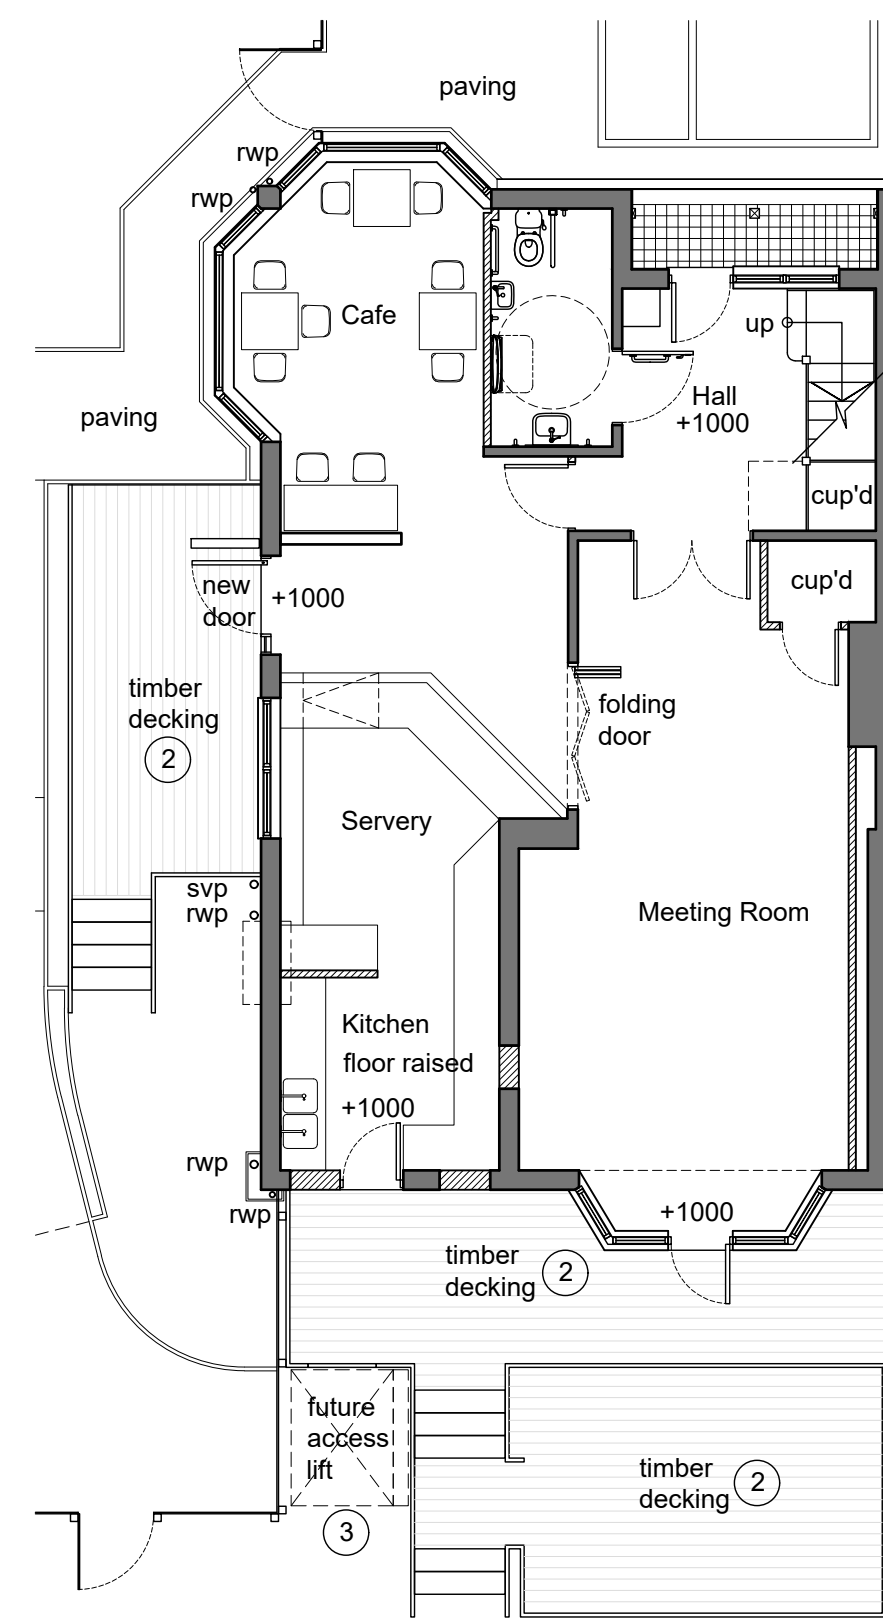 paving
rwp
rwp
Cafe
up
Hall
+1000
paving
cup'd
cup'd
new
door
+1000
timber
decking
2
folding
door
Servery
svp
rwp
Meeting Room
Kitchen
floor raised
+1000
rwp
rwp
+1000
timber
decking
2
future
access
lift
3
timber
decking
2